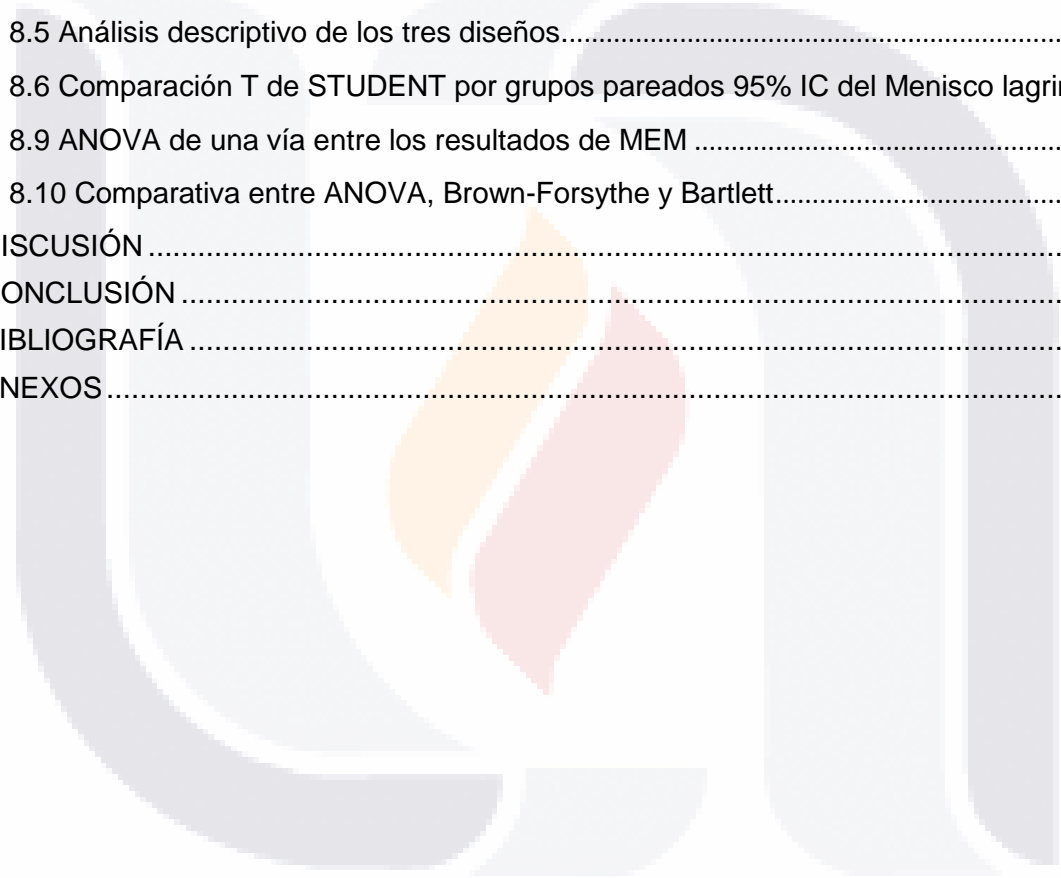 8.5 Análisis descriptivo de los tres diseños
8.6 Comparación T de STUDENT por grupos pareados 95% IC del Menisco
8.9 ANOVA de una vía entre los resultados de MEM
8.10 Comparativa entre ANOVA, Brown-Forsythe y Bartlett
ISCUSIÓN
ONCLUSIÓN
IBLIOGRAFÍA
NEXOS